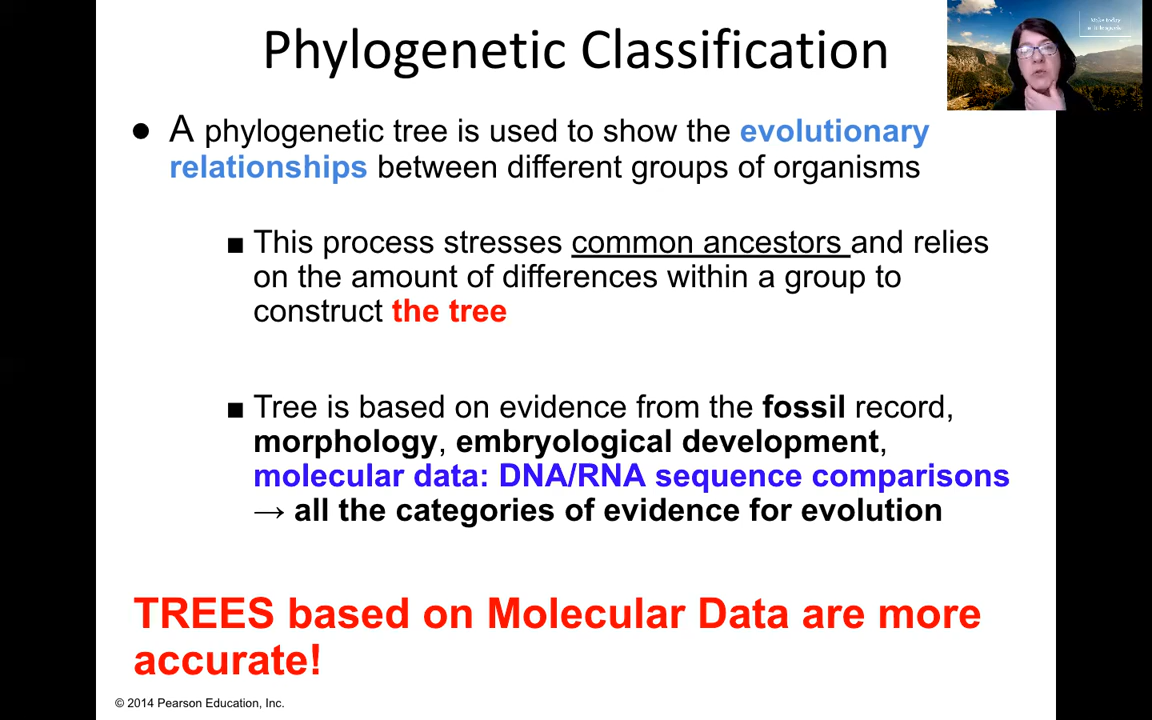 Phylogenetic Classification
● A phylogenetic tree is used to show the evolutionary
relationships between different groups of organisms
■ This process stresses common ancestors and relies
on the amount of differences within a group to
construct the tree
■ Tree is based on evidence from the fossil record,
morphology, embryological development,
molecular data: DNA/RNA sequence comparisons
→ all the categories of evidence for evolution
TREES based on Molecular Data are more
accurate!
© 2014 Pearson Education, Inc.